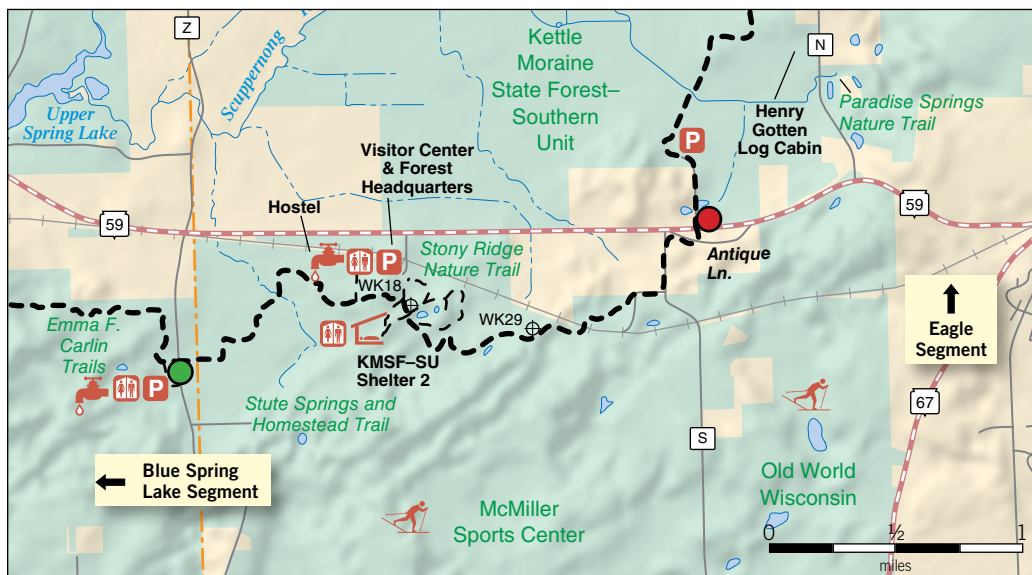 Z
Scuppernong
Kettle
Moraine
State Forest–
Southern
Unit
N
Upper
Spring Lake
Henry
Gotten
Log Cabin
Paradise Springs
Nature Trail
P
Visitor Center
& Forest
Headquarters
Hostel
59
59
Stony Ridge
Nature Trail
Antique
Ln.
P
WK18
WK29
Emma F.
Carlin
Trails
P
KMSF–SU
Shelter 2
Eagle
Segment
Stute Springs and
Homestead Trail
67
S
Blue Spring
Lake Segment
McMiller
Sports Center
Old World
Wisconsin
0 ½ 1
miles